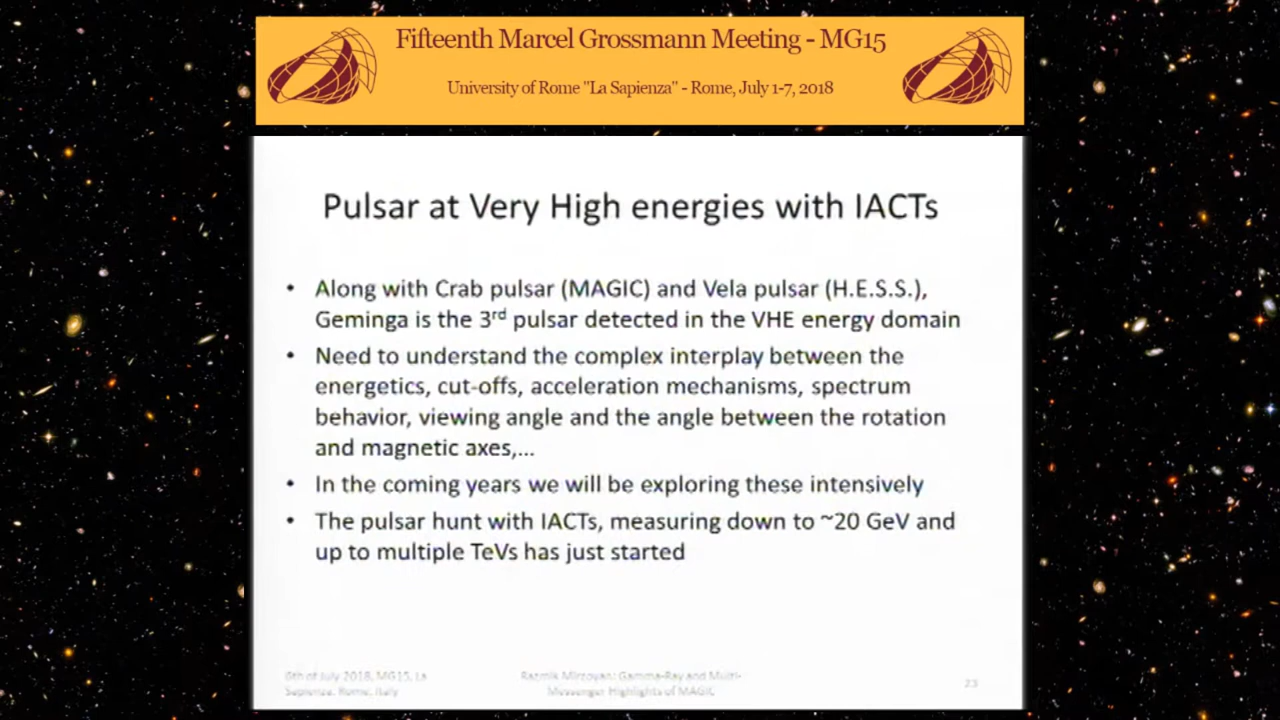 Fifteenth Marcel Grossmann Meeting - MG15
University of Rome "La Sapienza" - Rome, July 1-7, 2018
Pulsar at Very High energies with IACTs
• Along with Crab pulsar (MAGIC) and Vela pulsar (H.E.S.S.),
Geminga is the 3rd pulsar detected in the VHE energy domain
• Need to understand the complex interplay between the
energetics, cut-offs, acceleration mechanisms, spectrum
behavior, viewing angle and the angle between the rotation
and magnetic axes,...
• In the coming years we will be exploring these intensively
• The pulsar hunt with IACTs, measuring down to ~20 GeV and
up to multiple TeVs has just started
6th of July 2018, MG15, La
Sapienza, Rome, Italy
Razmik Mirzoyan: Gamma-Ray and Multi-
Messenger Highlights of MAGIC
23